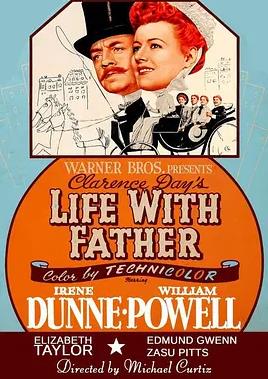 WARNER BROS. PRESENTS
Clarence Day's
LIFE WITH
FATHER
Color by TECHNICOLOR
Starring
IRENE WILLIAM
DUNNE·POWELL
ELIZABETH EDMUND GWENN
TAYLOR ★ ZASU PITTS
Directed by Michael Curtiz